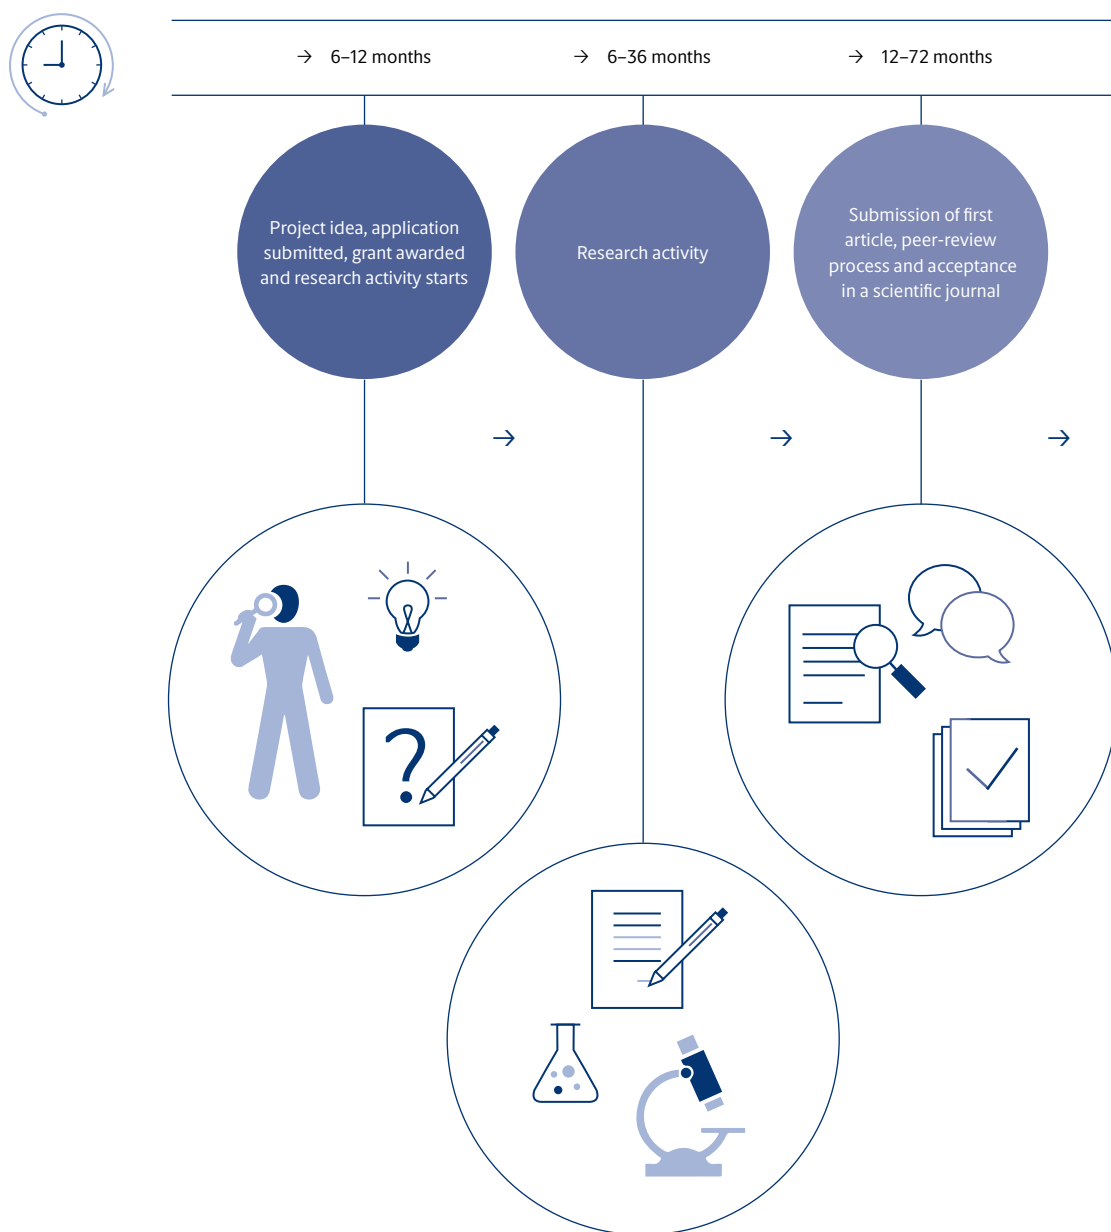 → 6–12 months
→ 6–36 months
→ 12–72 months
Project idea, application
submitted, grant awarded
and research activity starts
Research activity
Submission of first
article, peer-review
process and acceptance
in a scientific journal
→
→
→
?